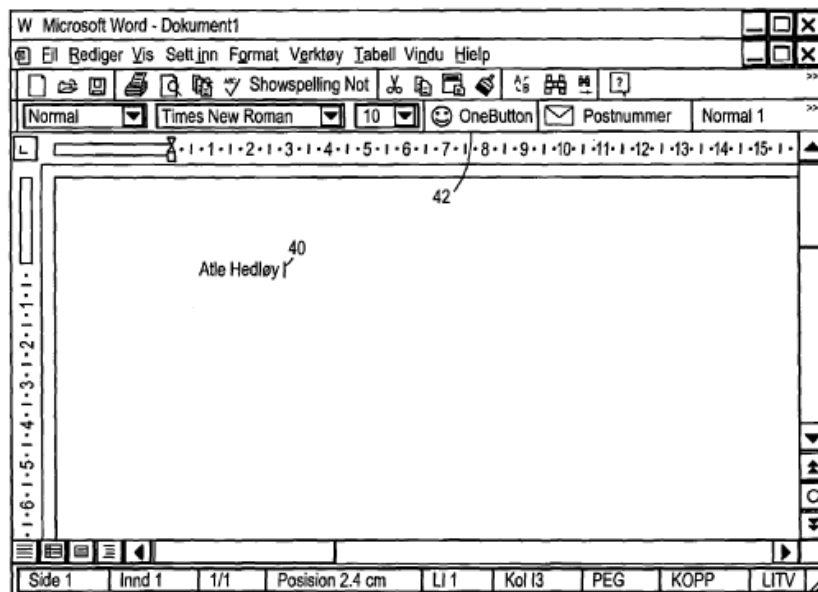 W Microsoft Word - Dokument1
Fil Rediger Vis Sett inn Format Verktøy Tabell Vindu Hielp
Showspelling Not
Normal Times New Roman 10 OneButton Postnummer Normal 1
L 1 2 3 4 5 6 7 8 9 10 11 12 13 14 15
42
40
Atle Hedløy
1
2
3
4
5
6
Side 1 Innd 1 1/1 Posision 2.4 cm LI 1 Kol I3 PEG KOPP LITV